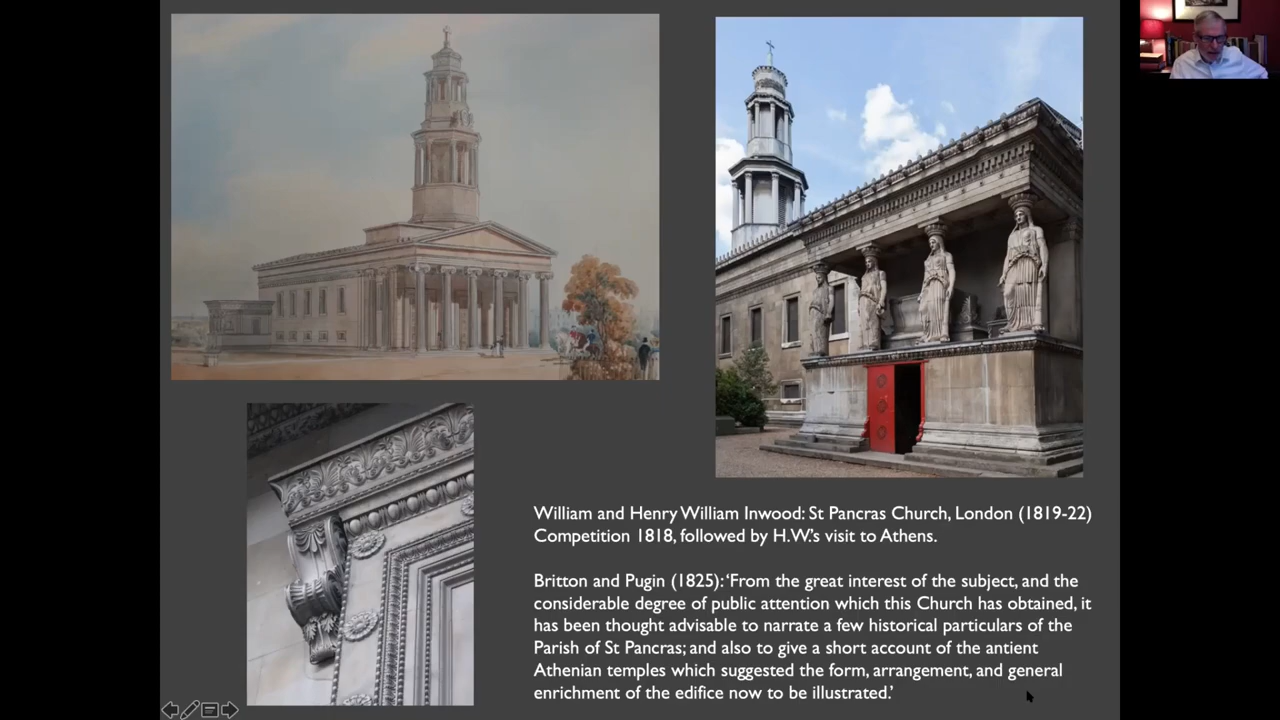 William and Henry William Inwood: St Pancras Church, London (1819-22)
Competition 1818, followed by H.W.'s visit to Athens.
Britton and Pugin (1825): 'From the great interest of the subject, and the
considerable degree of public attention which this Church has obtained, it
has been thought advisable to narrate a few historical particulars of the
Parish of St Pancras; and also to give a short account of the antient
Athenian temples which suggested the form, arrangement, and general
enrichment of the edifice now to be illustrated.'